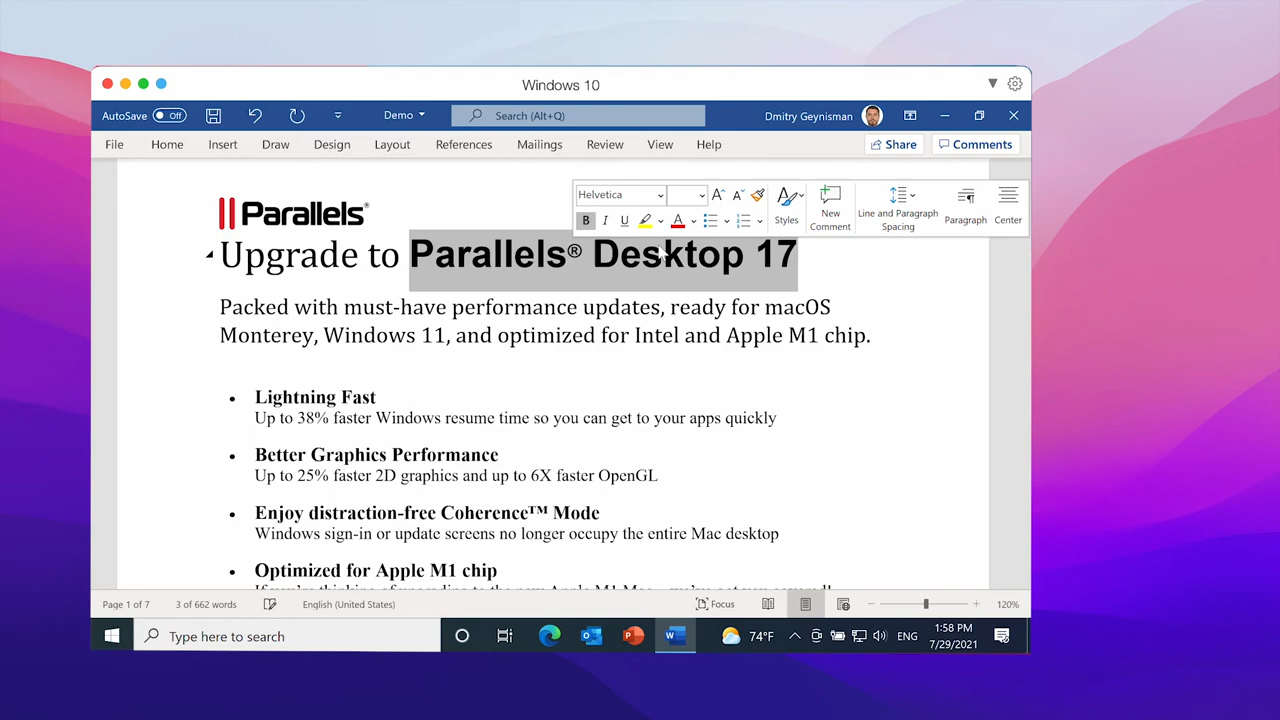 Windows 10
AutoSave Off Demo Search (Alt+Q) Dmitry Geynisman
File Home Insert Draw Design Layout References Mailings Review View Help Share Comments
Helvetica
B I U A Styles New Comment Line and Paragraph Spacing Paragraph Center
Parallels®
Upgrade to Parallels® Desktop 17
Packed with must-have performance updates, ready for macOS
Monterey, Windows 11, and optimized for Intel and Apple M1 chip.
• Lightning Fast
Up to 38% faster Windows resume time so you can get to your apps quickly
• Better Graphics Performance
Up to 25% faster 2D graphics and up to 6X faster OpenGL
• Enjoy distraction-free Coherence™ Mode
Windows sign-in or update screens no longer occupy the entire Mac desktop
• Optimized for Apple M1 chip
Page 1 of 7 3 of 662 words English (United States) Focus 120%
Type here to search 74°F ENG 1:58 PM
7/29/2021